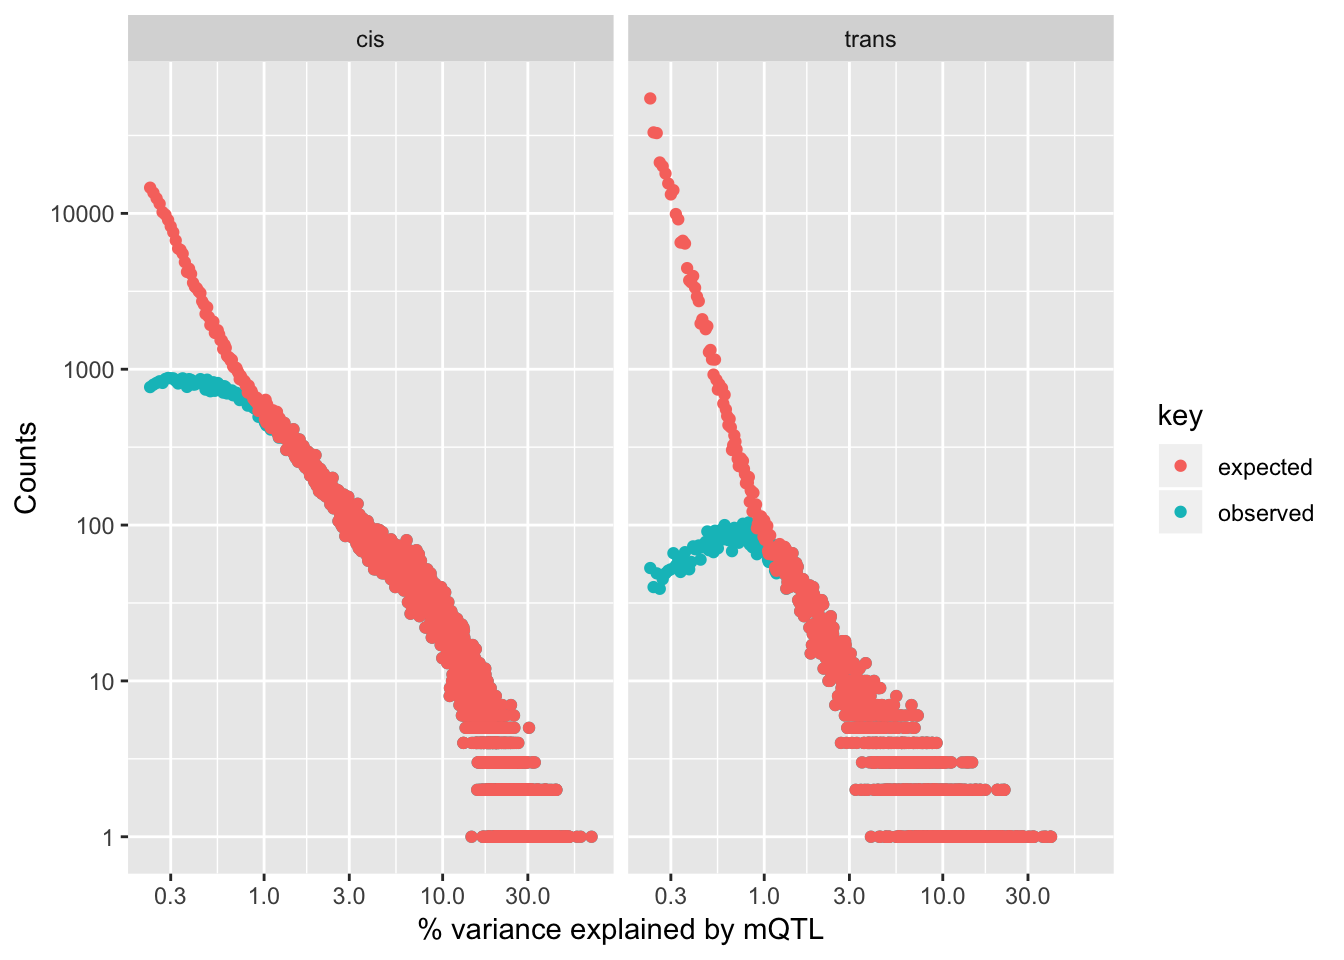 cis
trans
Counts
10000
1000
100
10
1
0.3 1.0 3.0 10.0 30.0
0.3 1.0 3.0 10.0 30.0
% variance explained by mQTL
key
expected
observed